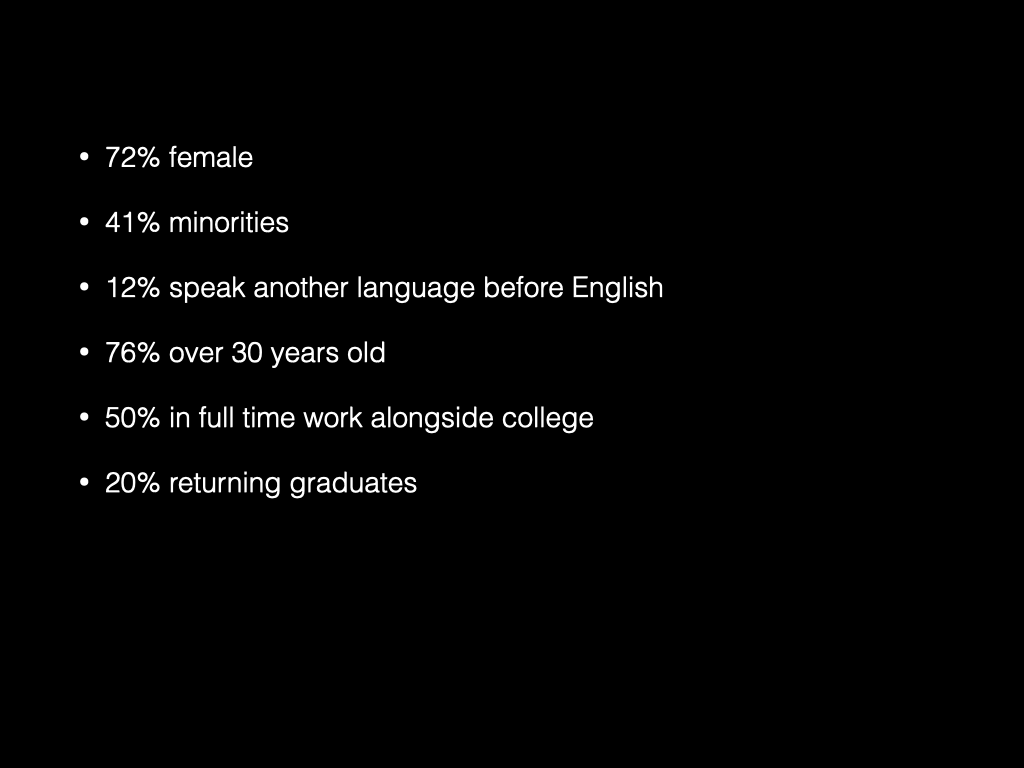 • 72% female
• 41% minorities
• 12% speak another language before English
• 76% over 30 years old
• 50% in full time work alongside college
• 20% returning graduates